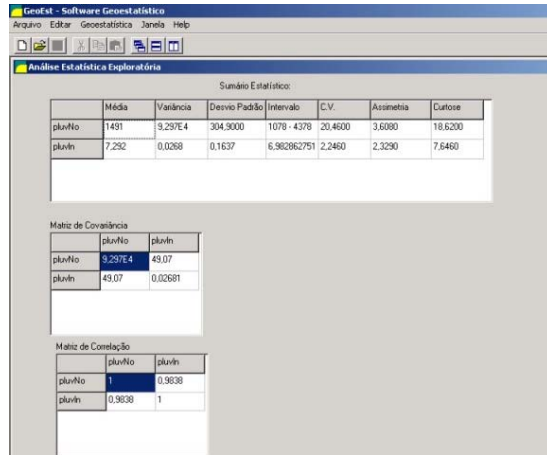 GeoEst - Software Geoestatístico
Arquivo Editar Geoestatística Janela Help
Análise Estatística Exploratória
Sumário Estatístico:
Média Variância Desvio Padrão Intervalo C.V. Assimetria Curtose
pluvNo 1491 9,297E4 304,9000 1078 - 4378 20,4600 3,6080 18,6200
pluvln 7,292 0,0268 0,1637 6,982862751 2,2460 2,3290 7,6460
Matriz de Covariância
pluvNo pluvln
pluvNo 9,297E4 49,07
pluvln 49,07 0,02681
Matriz de Correlação
pluvNo pluvln
pluvNo 1 0,9838
pluvln 0,9838 1